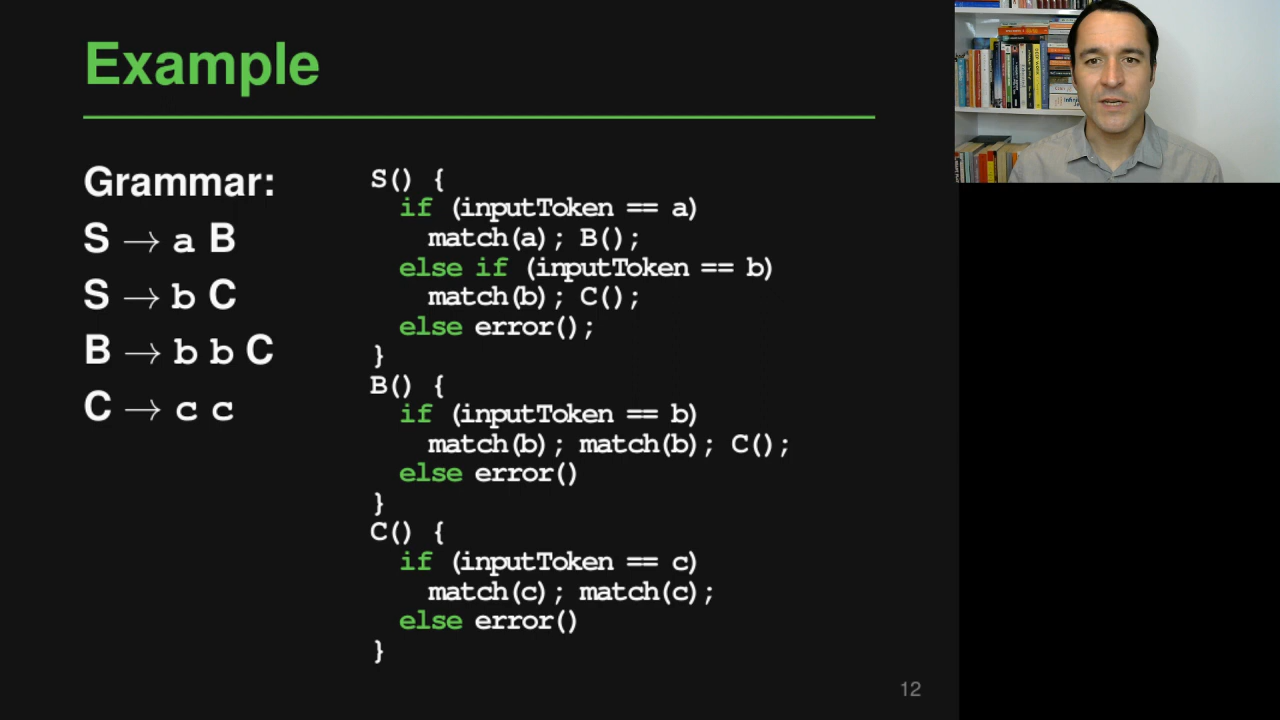 Example
Grammar:
S → a B
S → b C
B → b b C
C → c c
S() {
if (inputToken == a)
match(a); B();
else if (inputToken == b)
match(b); C();
else error();
}
B() {
if (inputToken == b)
match(b); match(b); C();
else error()
}
C() {
if (inputToken == c)
match(c); match(c);
else error()
}
12